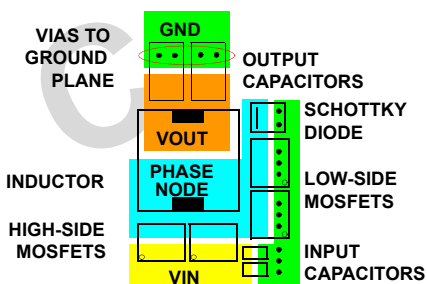 GND
VIAS TO
GROUND
PLANE
OUTPUT
CAPACITORS
SCHOTTKY
DIODE
VOUT
INDUCTOR
PHASE
NODE
LOW-SIDE
MOSFETS
HIGH-SIDE
MOSFETS
INPUT
CAPACITORS
VIN
C